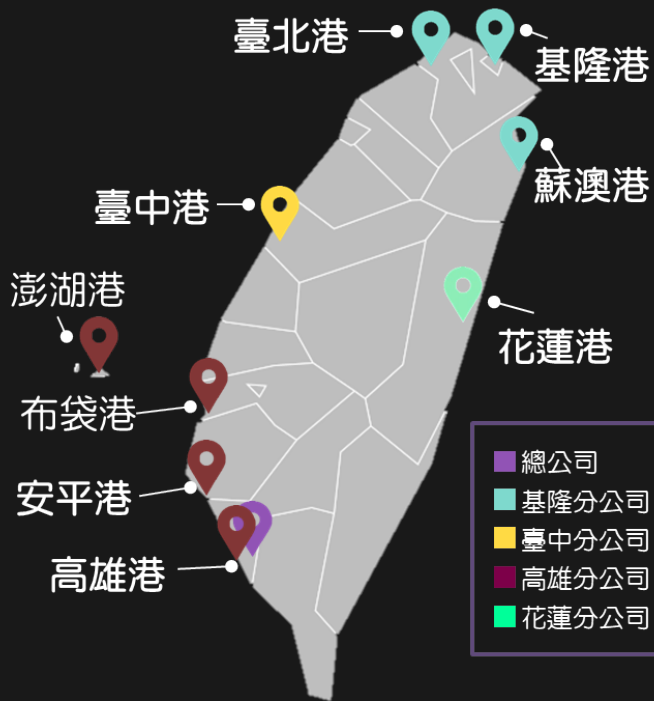 臺北港
基隆港
蘇澳港
臺中港
澎湖港
花蓮港
布袋港
安平港
高雄港
總公司
基隆分公司
臺中分公司
高雄分公司
花蓮分公司